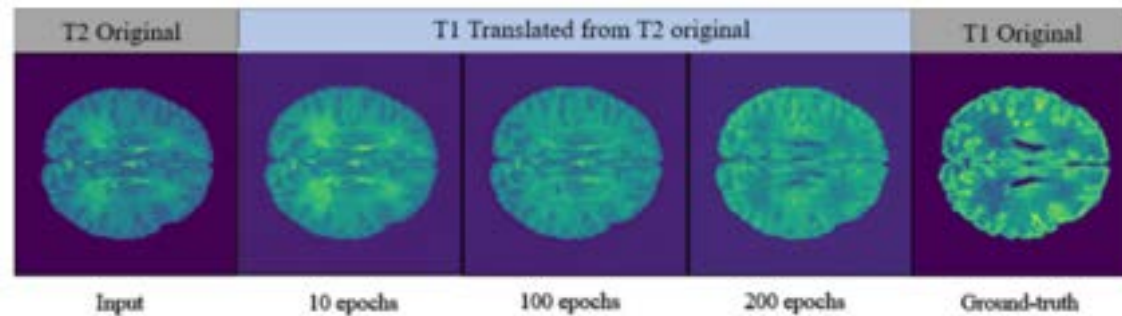 T2 Original
T1 Translated from T2 original
T1 Original
Input
10 epochs
100 epochs
200 epochs
Ground-truth